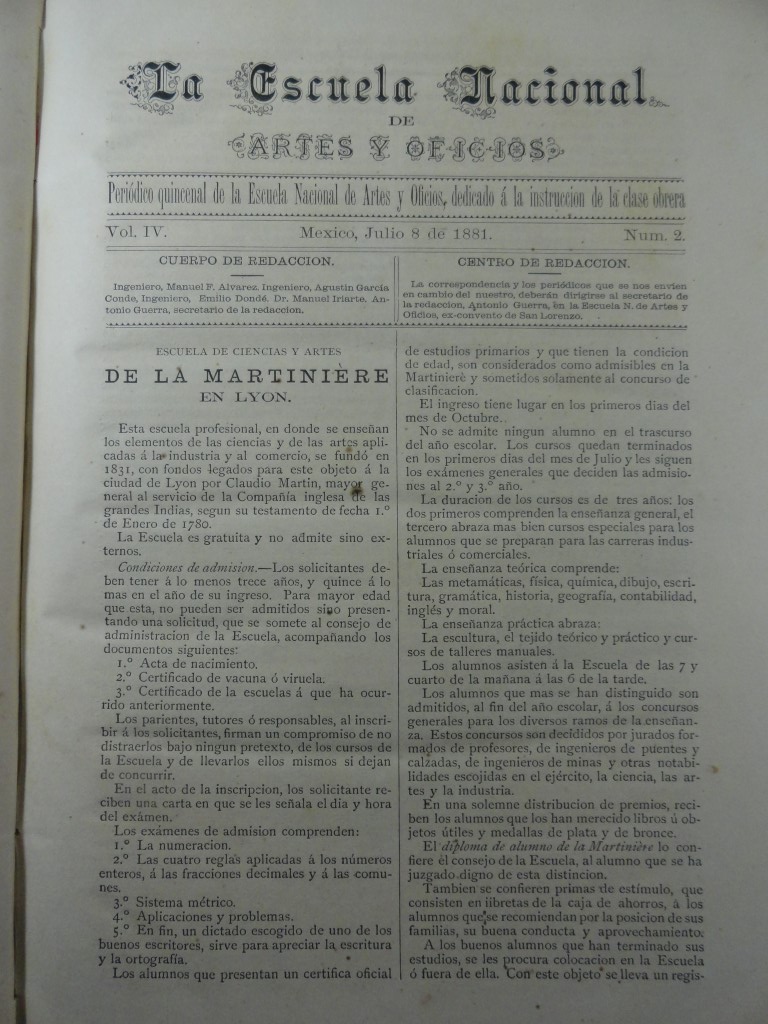 La Escuela Nacional
DE
ARTES Y OFICIOS
Periódico quincenal de la Escuela Nacional de Artes y Oficios, dedicado á la instruccion de la clase obrera
Vol. IV. Mexico, Julio 8 de 1881. Num. 2.
CUERPO DE REDACCION.
Ingeniero, Manuel F. Alvarez. Ingeniero, Agustin Garcia
Conde, Ingeniero, Emilio Dondé. Dr. Manuel Iriarte. An-
tonio Guerra, secretario de la redaccion.
CENTRO DE REDACCION.
La correspondencia y los periódicos que se nos envien
en cambio del nuestro, deberán dirigirse al secretario de
la redaccion, Antonio Guerra, en la Escuela N. de Artes y
Oficios, ex-convento de San Lorenzo.
ESCUELA DE CIENCIAS Y ARTES
DE LA MARTINIÈRE
EN LYON.
Esta escuela profesional, en donde se enseñan
los elementos de las ciencias y de las artes apli-
cadas á la industria y al comercio, se fundó en
1831, con fondos legados para este objeto á la
ciudad de Lyon por Claudio Martin, mayor ge-
neral al servicio de la Compañía inglesa de las
grandes Indias, segun su testamento de fecha 1.º
de Enero de 1780.
La Escuela es gratuita y no admite sino ex-
ternos.
Condiciones de admision.—Los solicitantes de-
ben tener á lo menos trece años, y quince á lo
mas en el año de su ingreso. Para mayor edad
que esta, no pueden ser admitidos sino presen-
tando una solicitud, que se somete al consejo de
administracion de la Escuela, acompañando los
documentos siguientes:
1.º Acta de nacimiento.
2.º Certificado de vacuna ó viruela.
3.º Certificado de la escuelas á que ha ocur-
rido anteriormente.
Los parientes, tutores ó responsables, al inscri-
bir á los solicitantes, firman un compromiso de no
distraerlos bajo ningun pretexto, de los cursos de
la Escuela y de llevarlos ellos mismos si dejan
de concurrir.
En el acto de la inscripcion, los solicitante re-
ciben una carta en que se les señala el dia y hora
del exámen.
Los exámenes de admision comprenden:
1.º La numeracion.
2.º Las cuatro reglas aplicadas á los números
enteros, á las fracciones decimales y á las comu-
nes.
3.º Sistema métrico.
4.º Aplicaciones y problemas.
5.º En fin, un dictado escogido de uno de los
buenos escritores, sirve para apreciar la escritura
y la ortografía.
Los alumnos que presentan un certifica oficial
de estudios primarios y que tienen la condicion
de edad, son considerados como admisibles en la
Martinierè y sometidos solamente al concurso de
clasificacion.
El ingreso tiene lugar en los primeros dias del
mes de Octubre.
No se admite ningun alumno en el trascurso
del año escolar. Los cursos quedan terminados
en los primeros dias del mes de Julio y les siguen
los exámenes generales que deciden las admisio-
nes al 2.º y 3.º año.
La duracion de los cursos es de tres años: los
dos primeros comprenden la enseñanza general, el
tercero abraza mas bien cursos especiales para los
alumnos que se preparan para las carreras indus-
triales ó comerciales.
La enseñanza teórica comprende:
Las metamáticas, física, química, dibujo, escri-
tura, gramática, historia, geografía, contabilidad,
inglés y moral.
La enseñanza práctica abraza:
La escultura, el tejido teórico y práctico y cur-
sos de talleres manuales.
Los alumnos asisten á la Escuela de las 7 y
cuarto de la mañana á las 6 de la tarde.
Los alumnos que mas se han distinguido son
admitidos, al fin del año escolar, á los concursos
generales para los diversos ramos de la enseñan-
za. Estos concursos son decididos por jurados for-
mados de profesores, de ingenieros de puentes y
calzadas, de ingenieros de minas y otras notabi-
lidades escojidas en el ejército, la ciencia, las ar-
tes y la industria.
En una solemne distribucion de premios, reci-
ben los alumnos que los han merecido libros ú ob-
jetos útiles y medallas de plata y de bronce.
El diploma de alumno de la Martinière lo con-
fiere el consejo de la Escuela, al alumno que se ha
juzgado digno de esta distincion.
Tambien se confieren primas de estímulo, que
consisten en libretas de la caja de ahorros, á los
alumnos que se recomiendan por la posicion de sus
familias, su buena conducta y aprovechamiento.
A los buenos alumnos que han terminado sus
estudios, se les procura colocacion en la Escuela
ó fuera de ella. Con este objeto se lleva un regis-